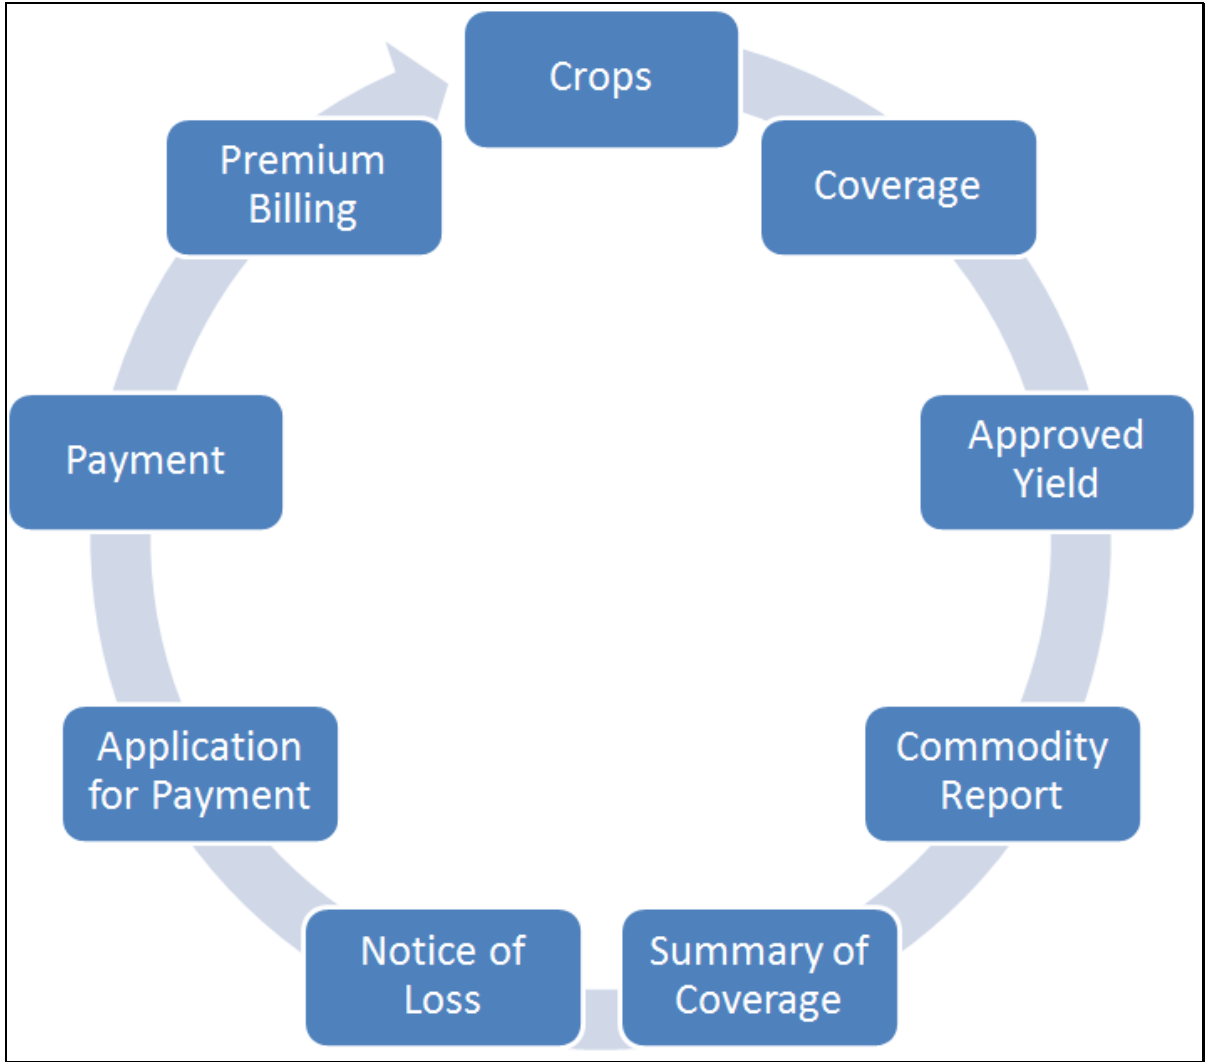 Crops
Coverage
Approved
Yield
Commodity
Report
Summary of
Coverage
Notice of
Loss
Application
for Payment
Payment
Premium
Billing